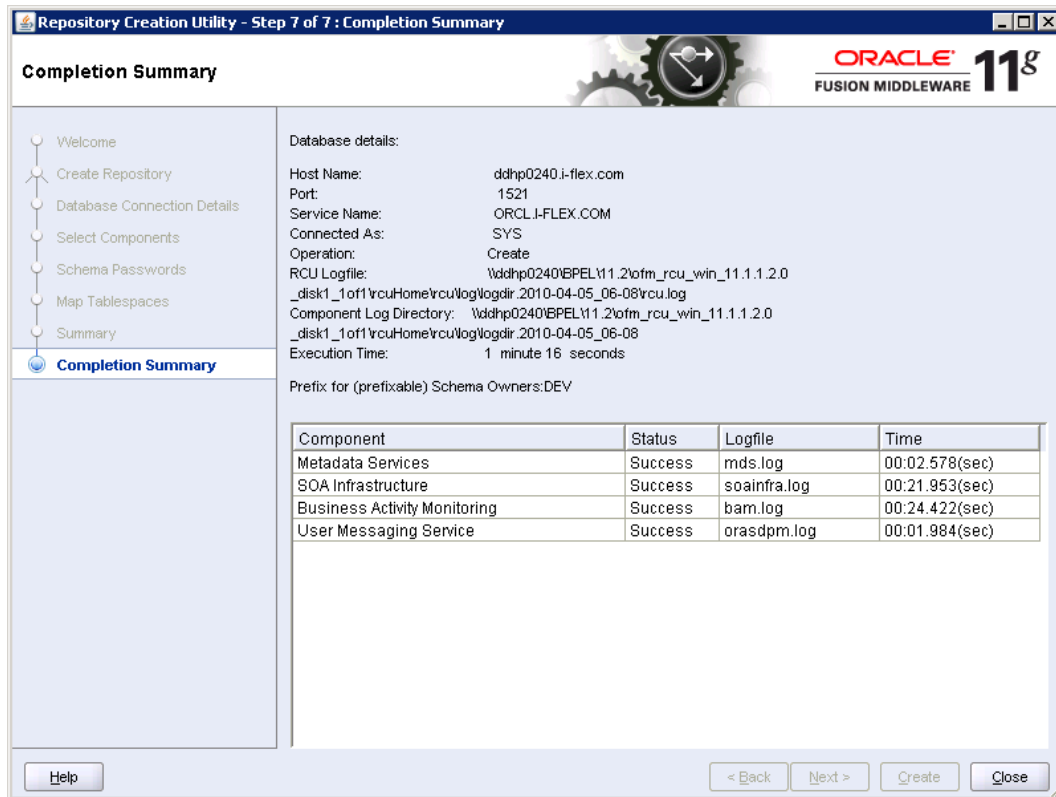 Repository Creation Utility - Step 7 of 7 : Completion Summary
Completion Summary
ORACLE
FUSION MIDDLEWARE
11g
Welcome
Create Repository
Database Connection Details
Select Components
Schema Passwords
Map Tablespaces
Summary
Completion Summary
Database details:
Host Name: ddhp0240.i-flex.com
Port: 1521
Service Name: ORCL.I-FLEX.COM
Connected As: SYS
Operation: Create
RCU Logfile: \\ddhp0240\BPEL\11.2\ofm_rcu_win_11.1.1.2.0
_disk1_1of1\rcuHome\rcu\log\logdir.2010-04-05_06-08\rcu.log
Component Log Directory: \\ddhp0240\BPEL\11.2\ofm_rcu_win_11.1.1.2.0
_disk1_1of1\rcuHome\rcu\log\logdir.2010-04-05_06-08
Execution Time: 1 minute 16 seconds
Prefix for (prefixable) Schema Owners:DEV
Component Status Logfile Time
Metadata Services Success mds.log 00:02.578(sec)
SOA Infrastructure Success soainfra.log 00:21.953(sec)
Business Activity Monitoring Success bam.log 00:24.422(sec)
User Messaging Service Success orasdpm.log 00:01.984(sec)
Help < Back Next > Create Close